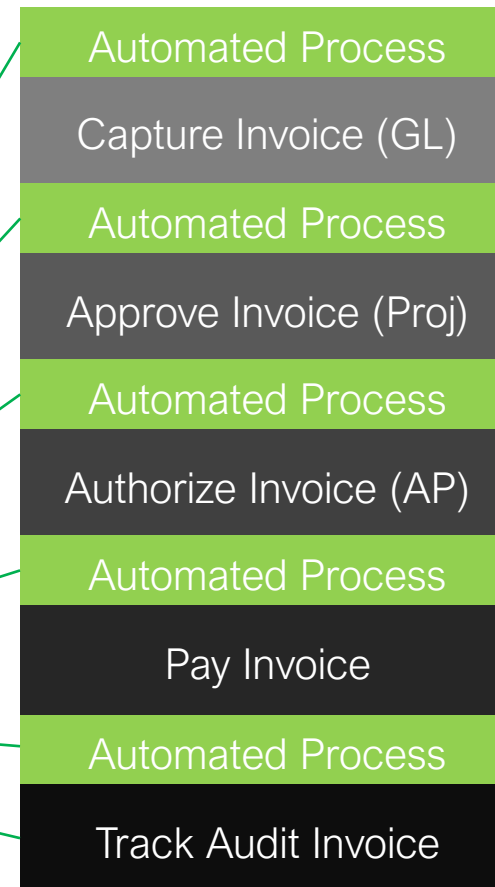 Automated Process
Capture Invoice (GL)
Automated Process
Approve Invoice (Proj)
Automated Process
Authorize Invoice (AP)
Automated Process
Pay Invoice
Automated Process
Track Audit Invoice